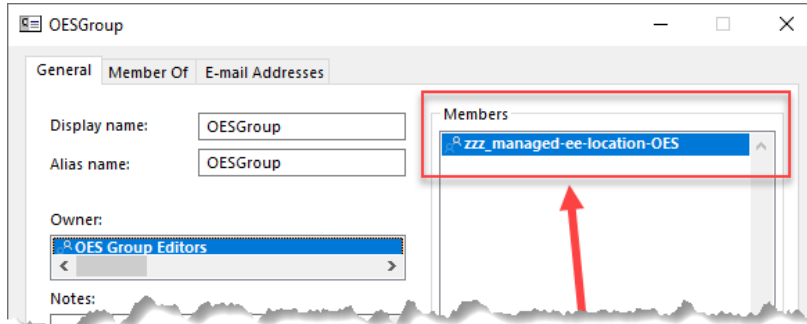 OESGroup
General Member Of E-mail Addresses
Display name: OESGroup
Alias name: OESGroup
Owner:
OES Group Editors
Notes:
Members
zzz_managed-ee-location-OES